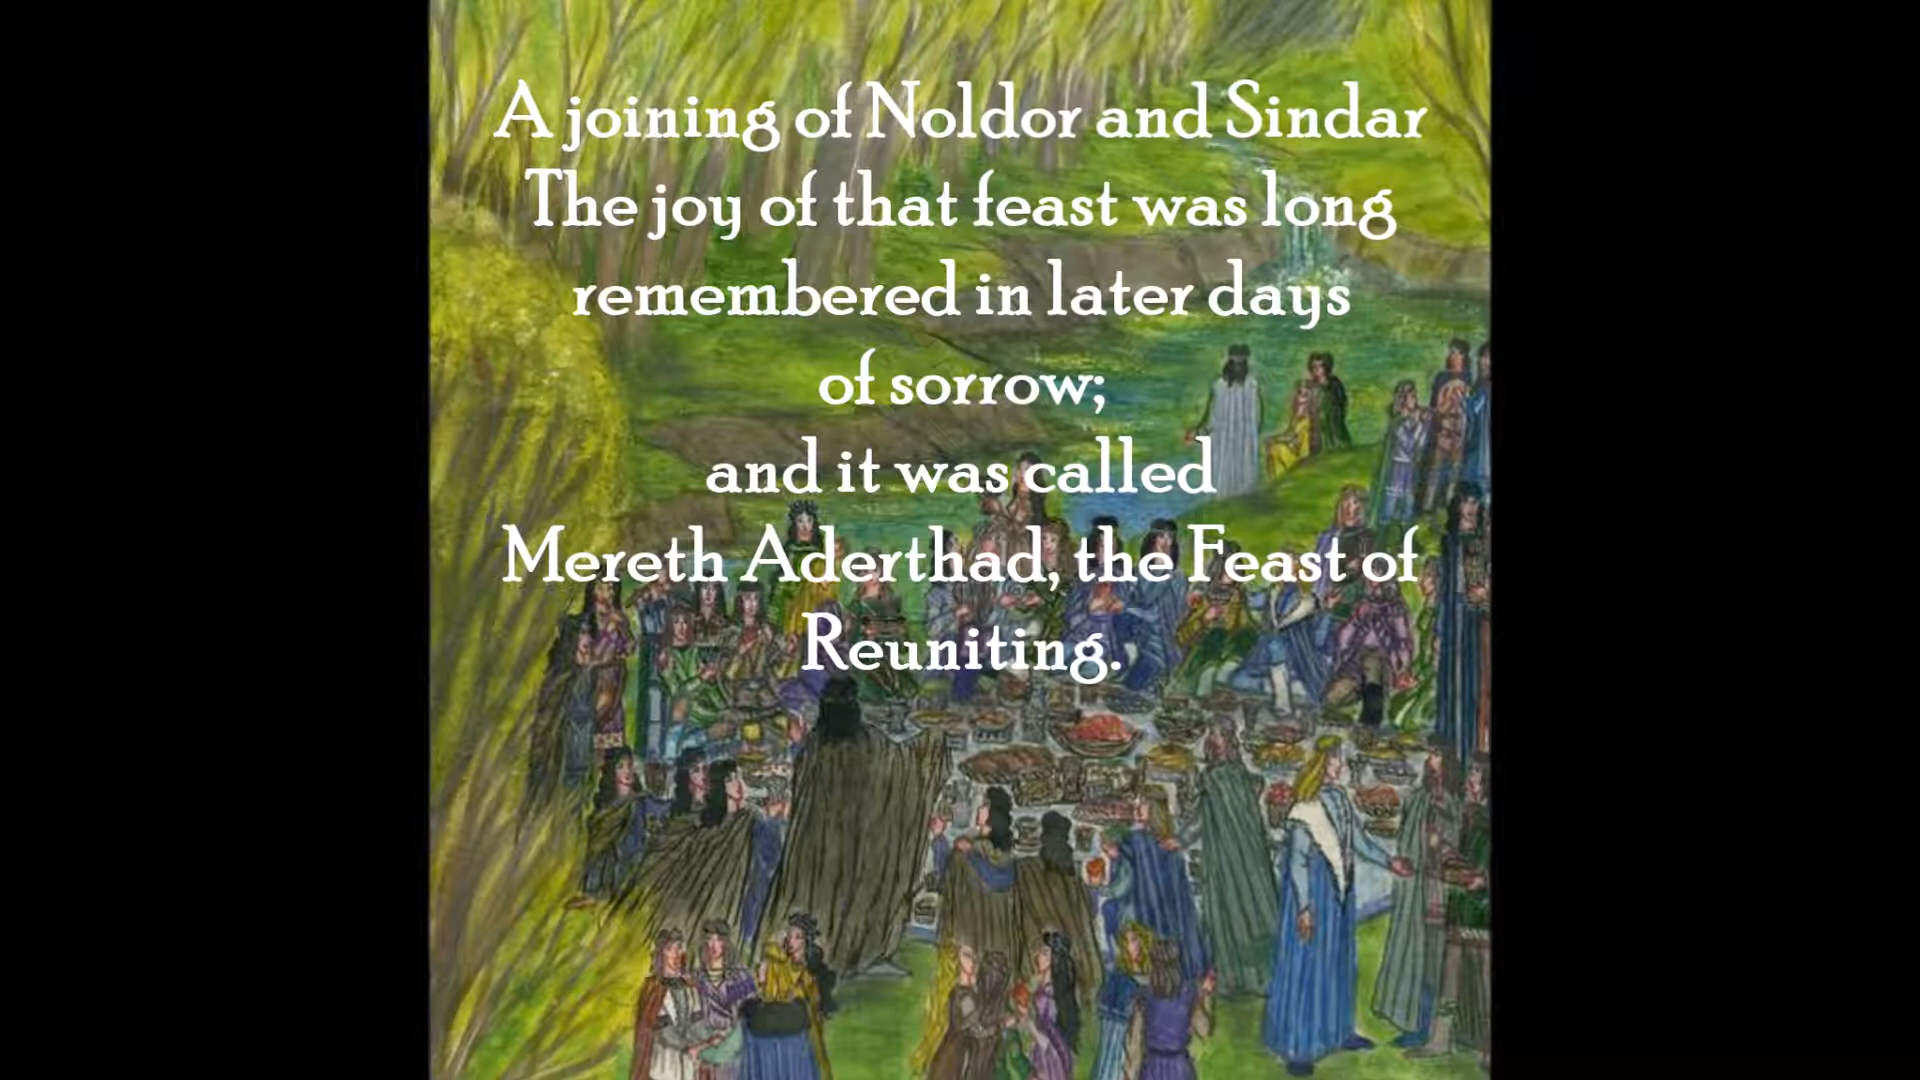 A joining of Noldor and Sindar
The joy of that feast was long
remembered in later days
of sorrow;
and it was called
Mereth Aderthad, the Feast of
Reuniting.